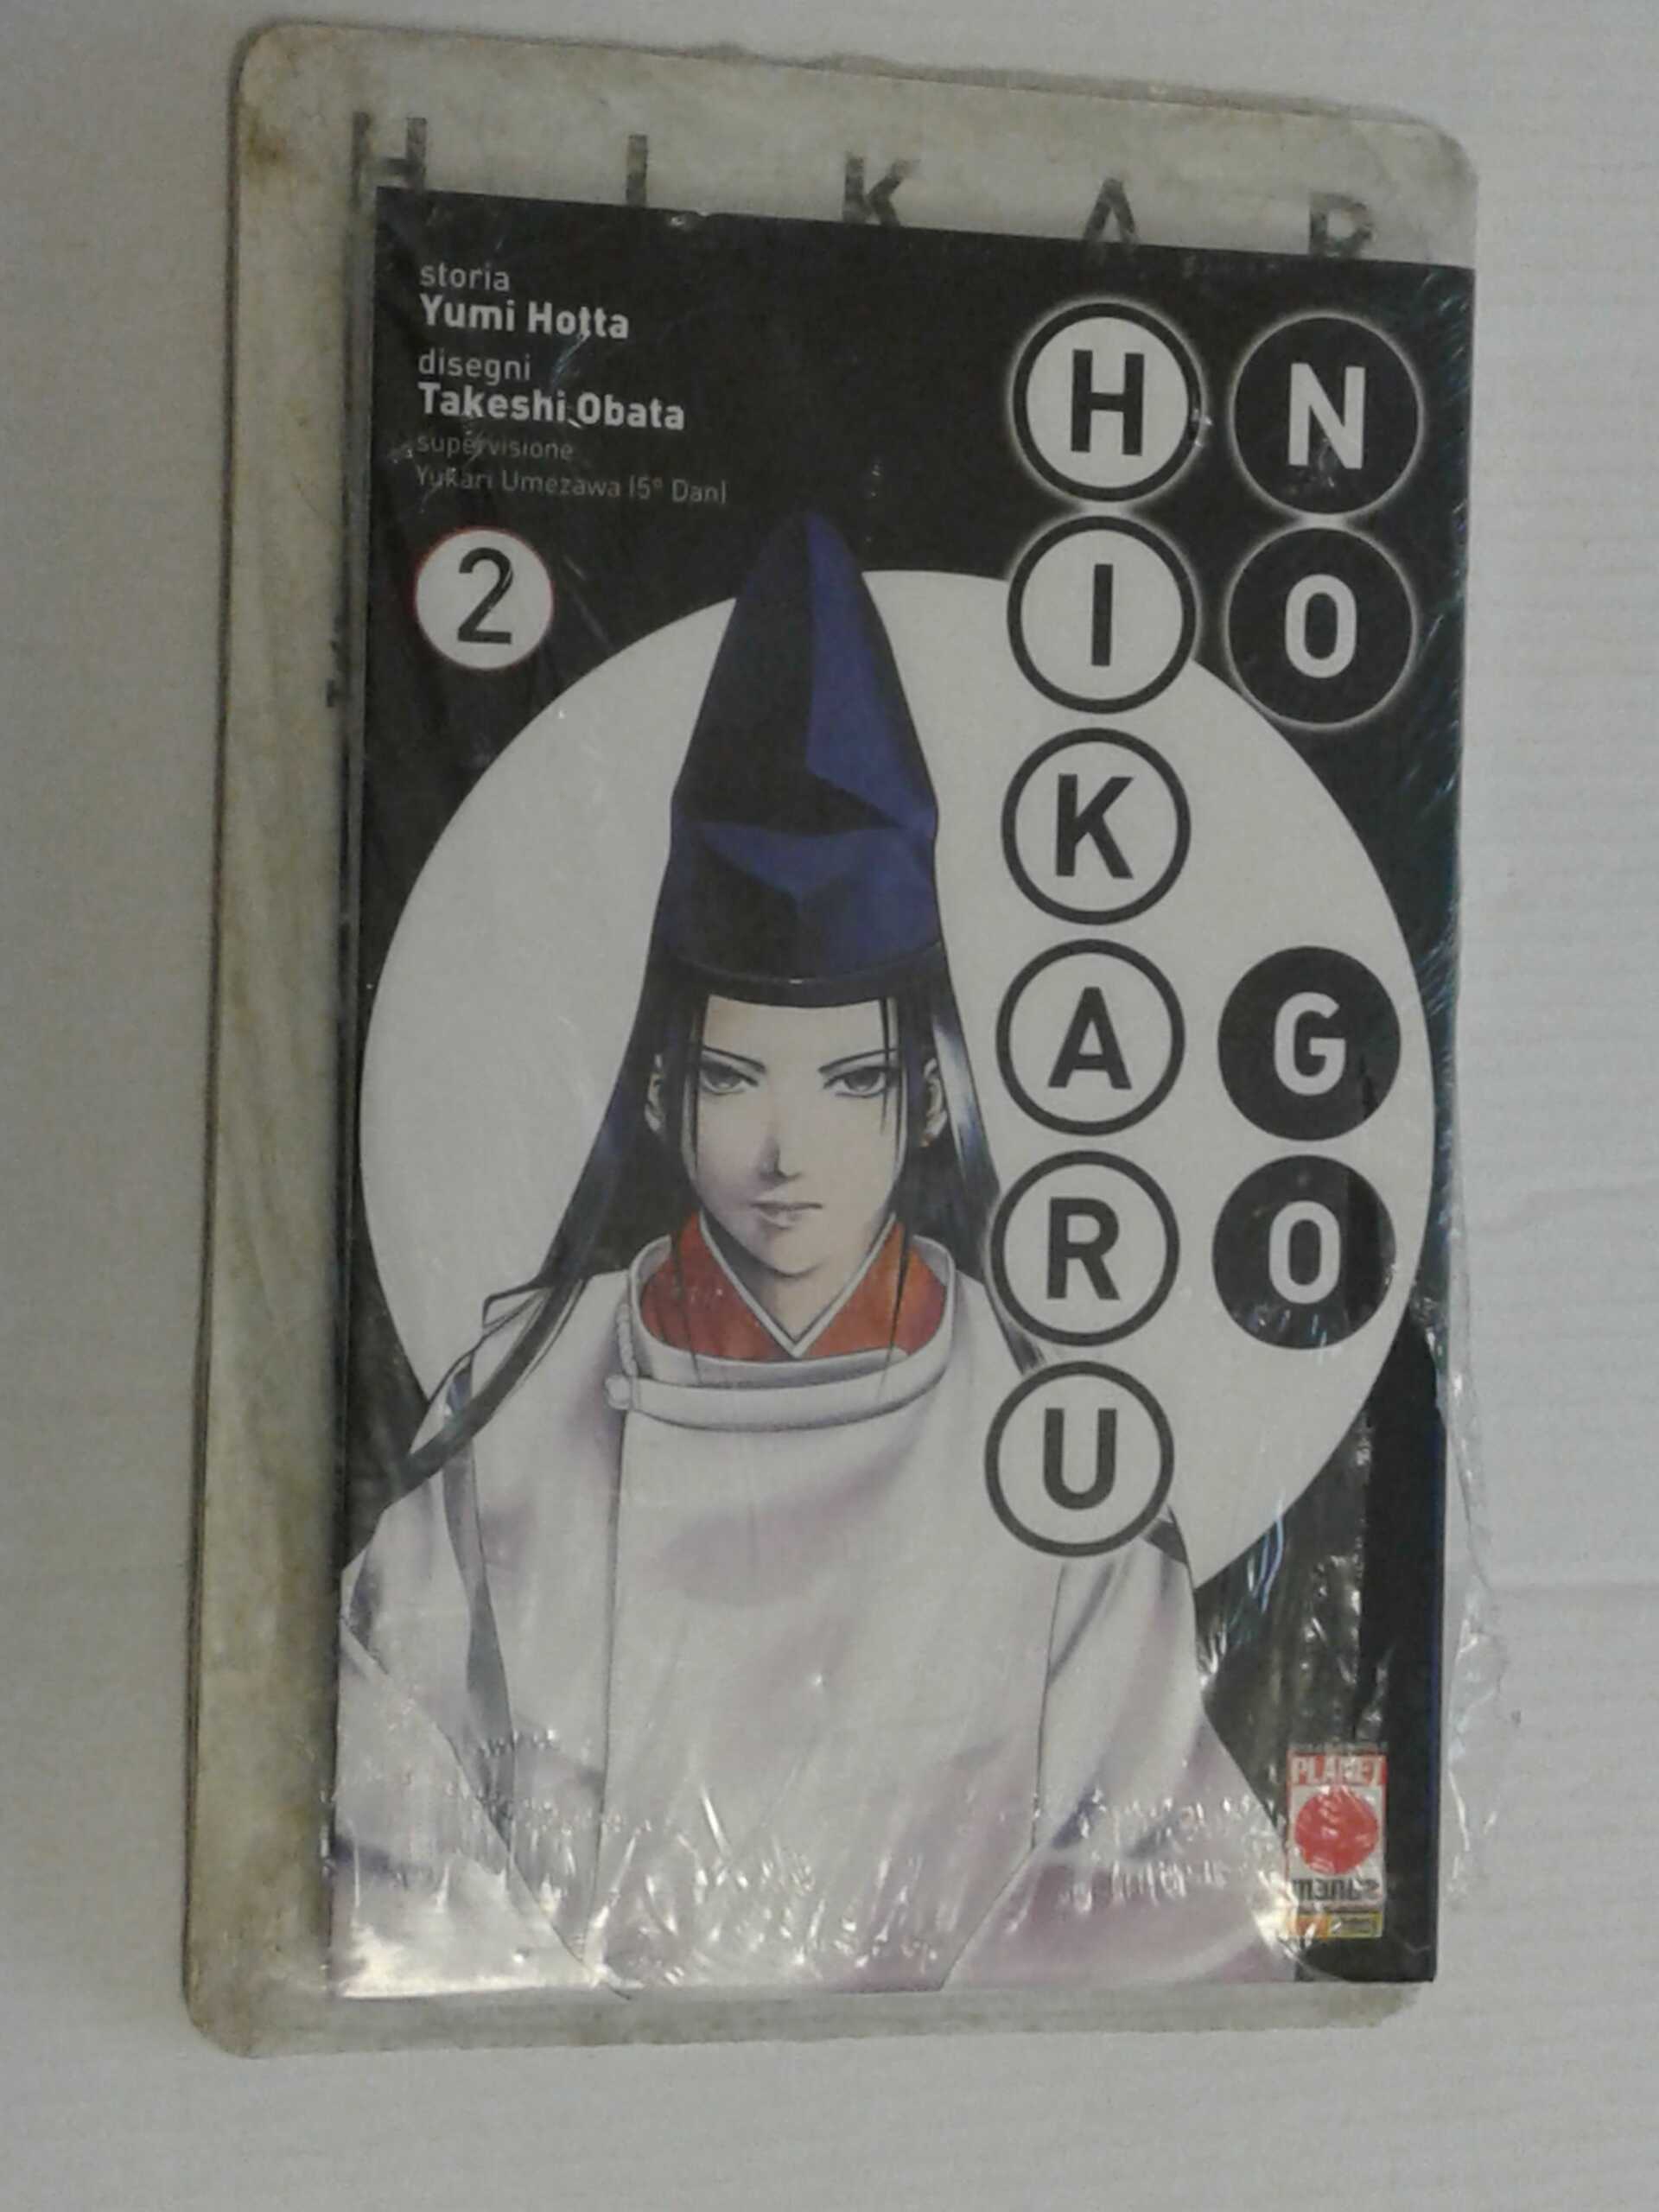 H I K A R
storia
Yumi Hotta
disegni
Takeshi Obata
supervisione
Yukari Umezawa (5° Dan)
2
HIKARU
NO
GO
PLANET